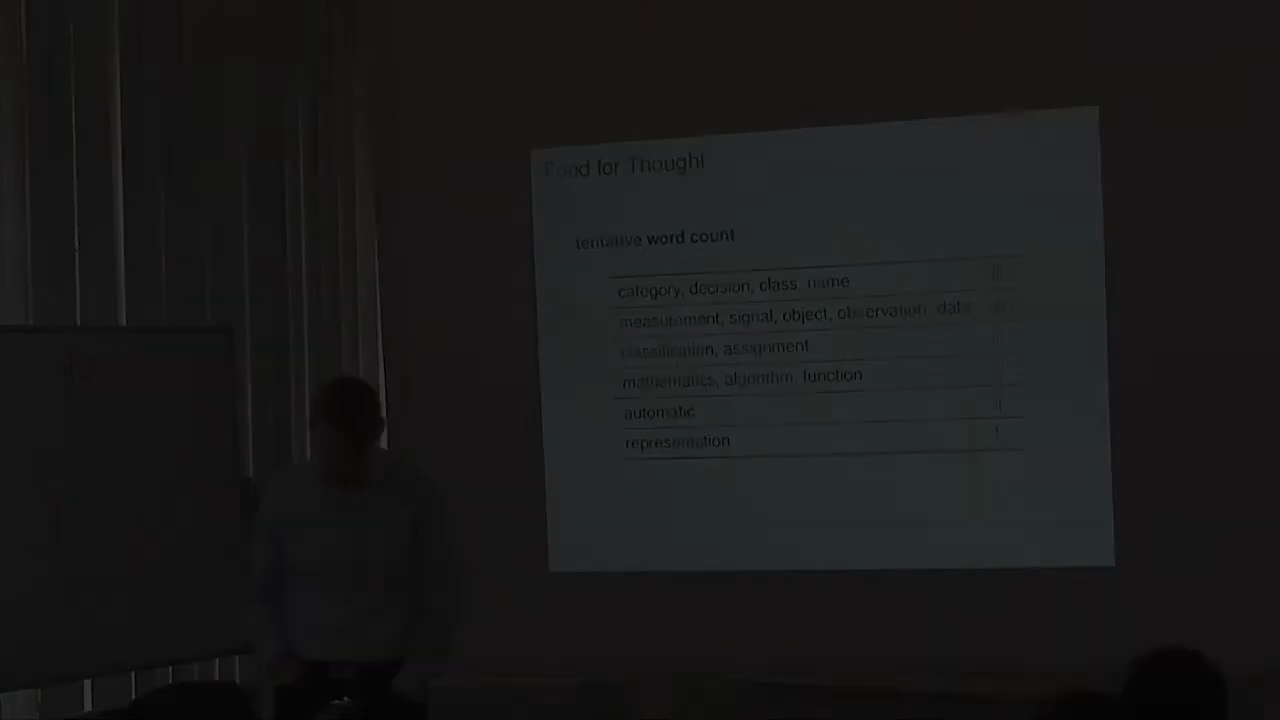 Food for Thought
tentative word count
category, decision, class, name
measurement, signal, object, observation, data
classification, assignment
mathematics, algorithm, function
automatic
representation